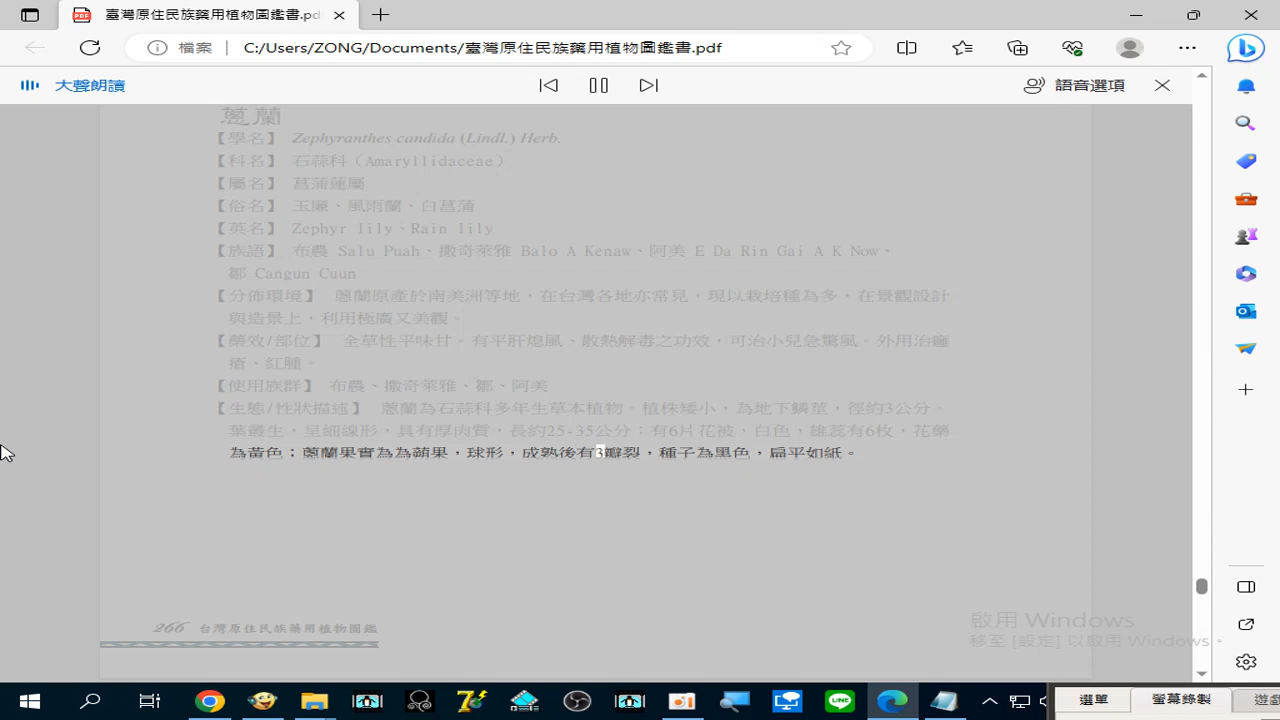 臺灣原住民族藥用植物圖鑑書.pdf
檔案
C:/Users/ZONG/Documents/臺灣原住民族藥用植物圖鑑書.pdf
大聲朗讀
語音選項
蔥蘭
【學名】 Zephyranthes candida (Lindl.) Herb.
【科名】 石蒜科（Amaryllidaceae）
【屬名】 菖蒲蓮屬
【俗名】 玉簾、風雨蘭、白菖蒲
【英名】 Zephyr lily、Rain lily
【族語】 布農 Salu Puah、撒奇萊雅 Balo A Kenaw、阿美 E Da Rin Gai A K Now、
鄒 Cangun Cuun
【分佈環境】 蔥蘭原產於南美洲等地，在台灣各地亦常見，現以栽培種為多，在景觀設計
與造景上，利用極廣又美觀。
【藥效/部位】 全草性平味甘。有平肝熄風、散熱解毒之功效，可治小兒急驚風。外用治癰
瘡、紅腫。
【使用族群】 布農、撒奇萊雅、鄒、阿美
【生態/性狀描述】 蔥蘭為石蒜科多年生草本植物。植株矮小，為地下鱗莖，徑約3公分。
葉叢生，呈細線形，具有厚肉質，長約25-35公分；有6片花被，白色，雄蕊有6枚，花藥
為黃色；蔥蘭果實為為蒴果，球形，成熟後有3瓣裂，種子為黑色，扁平如紙。
266 台灣原住民族藥用植物圖鑑
啟用 Windows
移至 [設定] 以啟用 Windows。
選單
螢幕錄製
遊戲